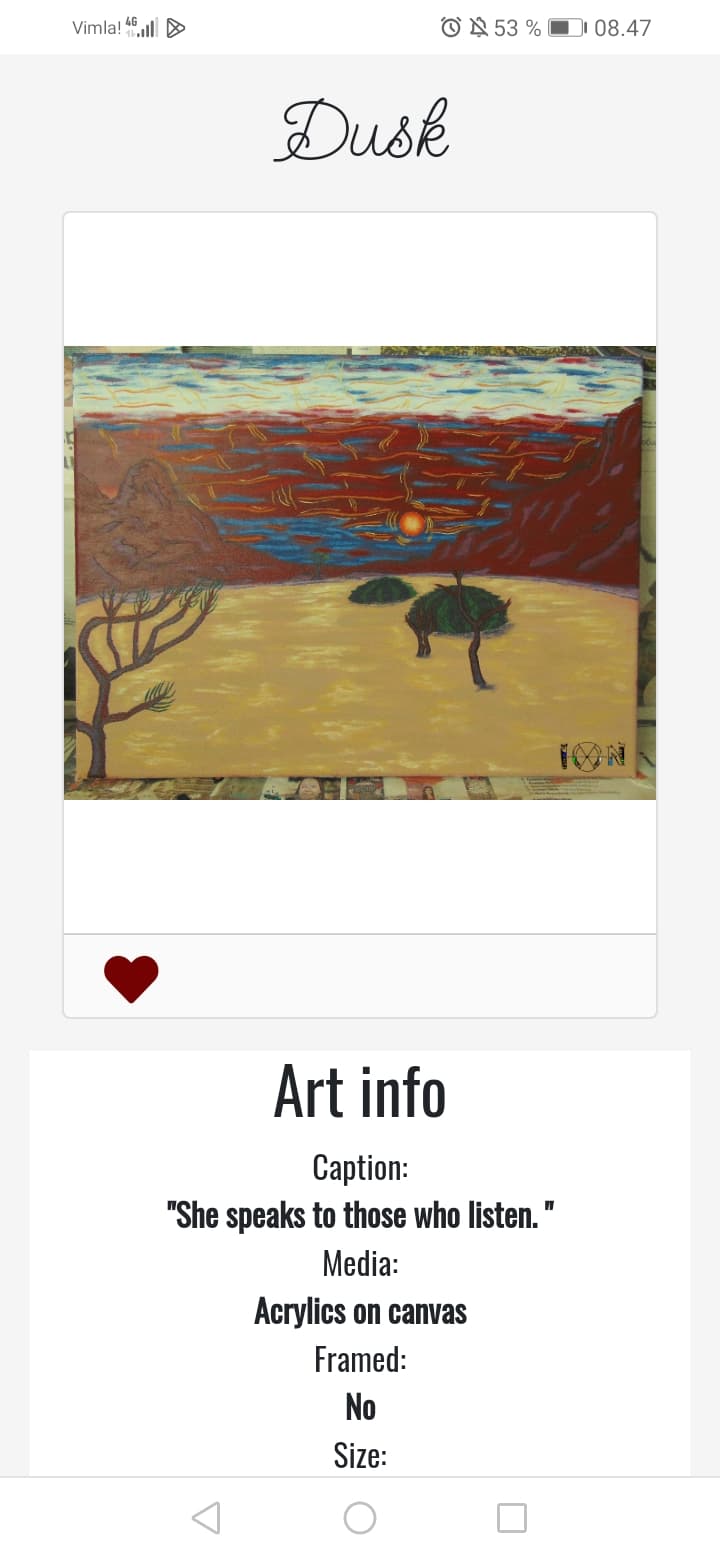 Vimla! 4G 53 % 08.47
Dusk
ION
Art info
Caption:
"She speaks to those who listen. "
Media:
Acrylics on canvas
Framed:
No
Size: